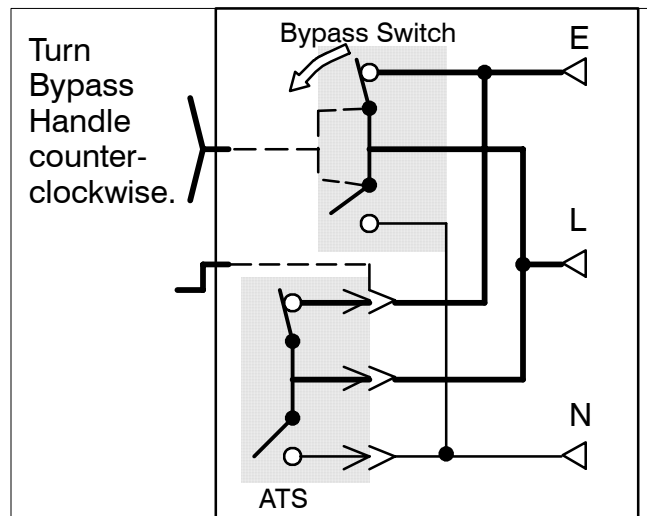 Turn
Bypass
Handle
counter-
clockwise.
Bypass Switch
E
L
N
ATS